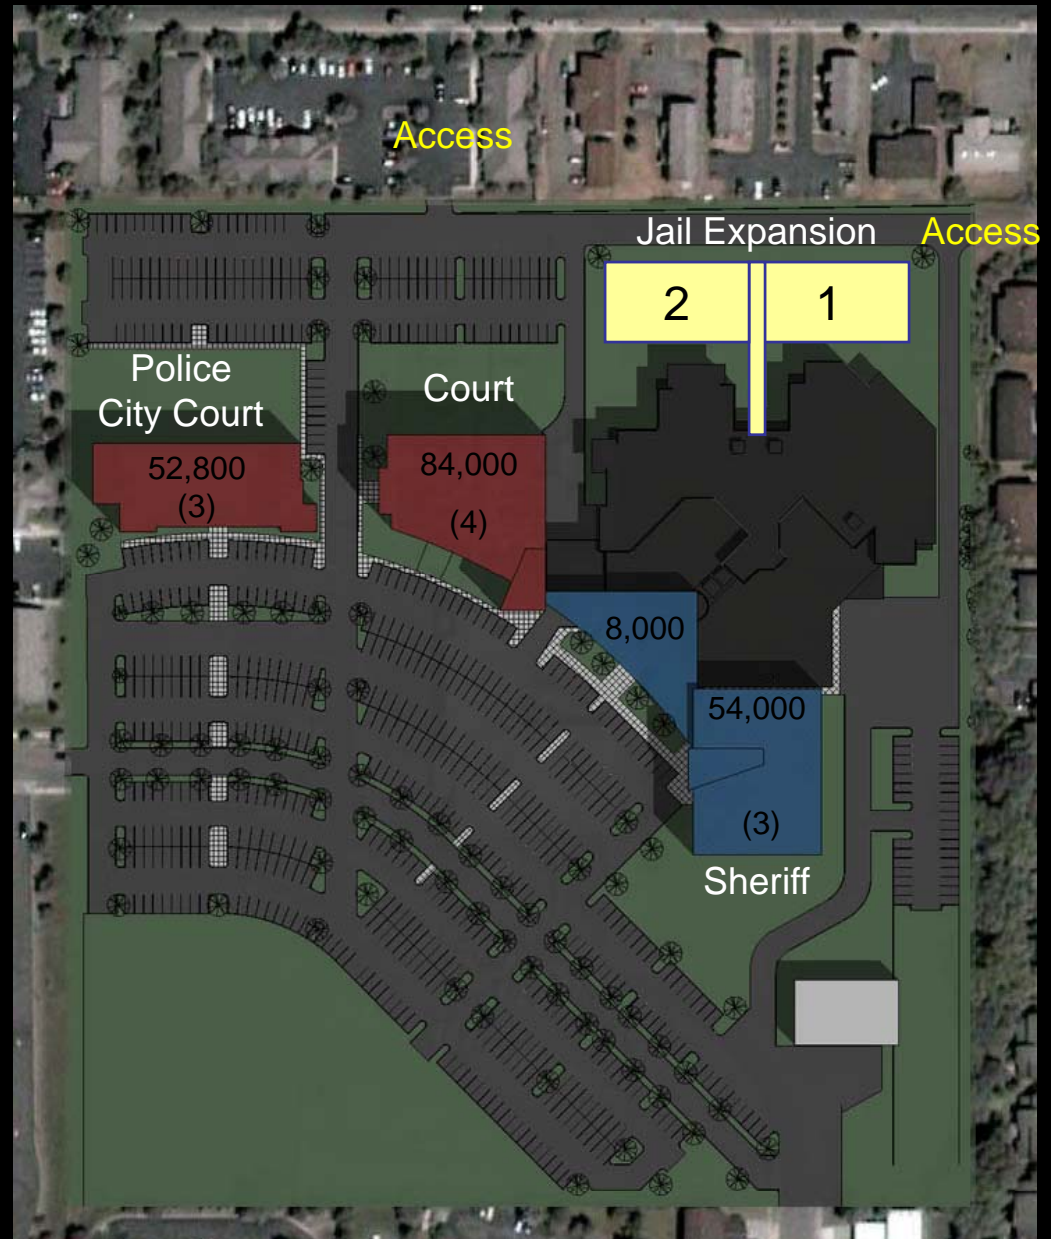 Access
Jail Expansion
Access
2
1
Police
City Court
Court
52,800
(3)
84,000
(4)
8,000
54,000
(3)
Sheriff